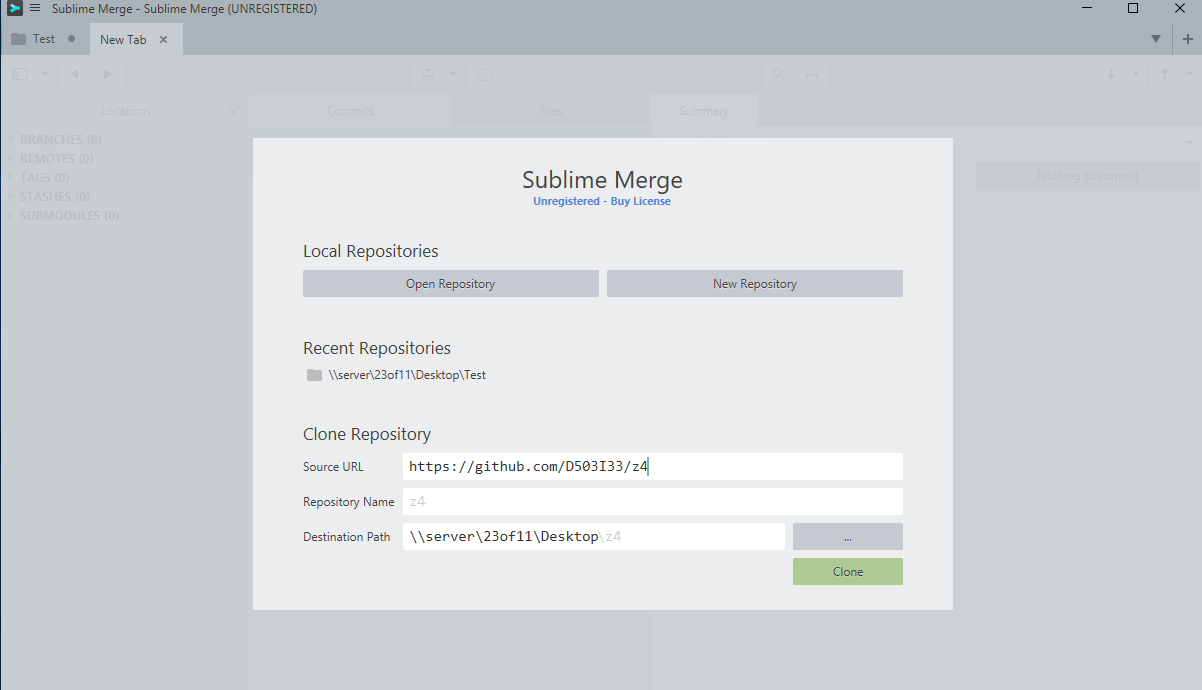 Sublime Merge - Sublime Merge (UNREGISTERED)
Test
New Tab
Locations
Commits
Files
Summary
BRANCHES (0)
REMOTES (0)
TAGS (0)
STASHES (0)
SUBMODULES (0)
Nothing to commit
Sublime Merge
Unregistered - Buy License
Local Repositories
Open Repository
New Repository
Recent Repositories
\\server\23of11\Desktop\Test
Clone Repository
Source URL https://github.com/D503I33/z4
Repository Name z4
Destination Path \\server\23of11\Desktop\z4 ...
Clone